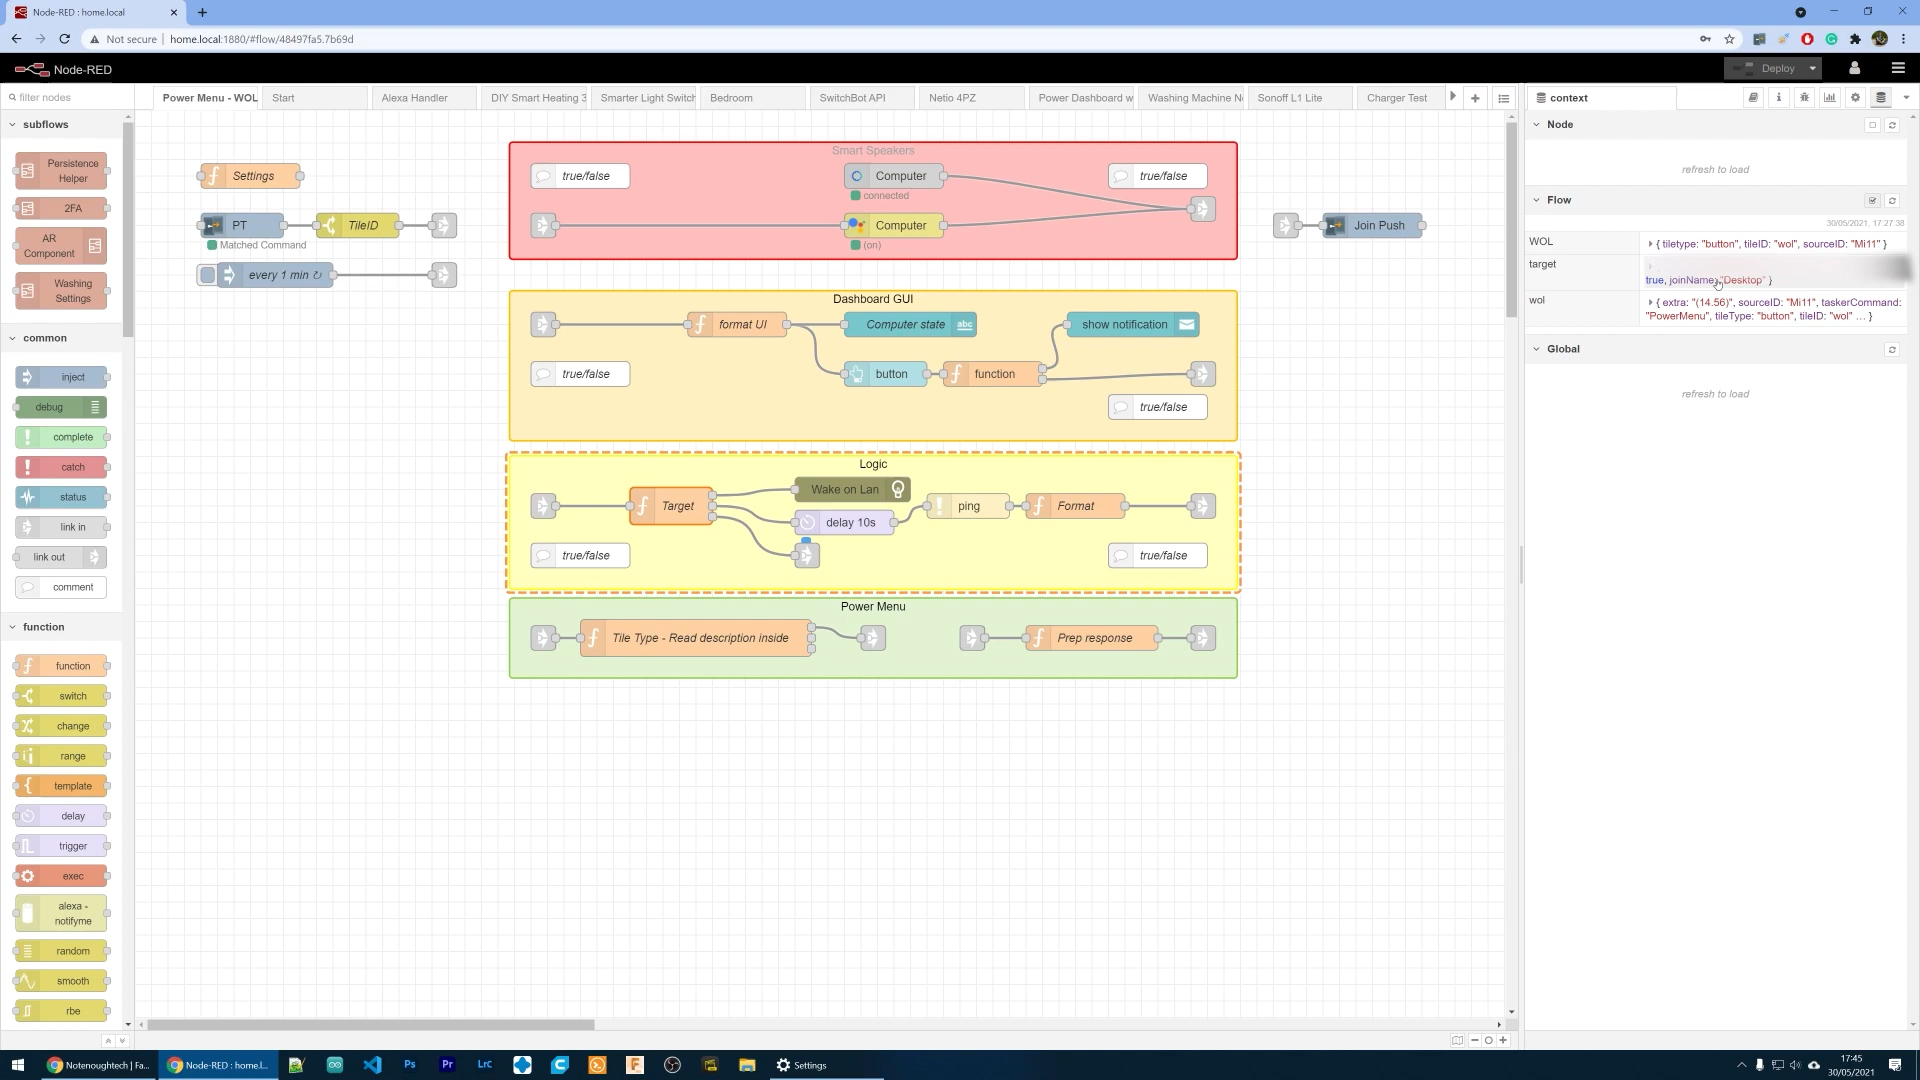 Node-RED : home.local
Not secure
home.local:1880/#flow/48497fa5.7b69d
Node-RED
Deploy
filter nodes
Power Menu - WOL
Start
Alexa Handler
DIY Smart Heating 3
Smarter Light Switch
Bedroom
SwitchBot API
Netio 4PZ
Power Dashboard w
Washing Machine N
Sonoff L1 Lite
Charger Test
context
subflows
Persistence
Helper
2FA
AR
Component
Washing
Settings
common
inject
debug
complete
catch
status
link in
link out
comment
function
function
switch
change
range
template
delay
trigger
exec
alexa -
notifyme
random
smooth
rbe
Settings
PT
Matched Command
TileID
every 1 min ↻
Smart Speakers
true/false
Computer
connected
true/false
Computer
(on)
Join Push
Dashboard GUI
format UI
Computer state
abc
show notification
true/false
button
function
true/false
Logic
Target
Wake on Lan
delay 10s
ping
Format
true/false
true/false
Power Menu
Tile Type - Read description inside
Prep response
Node
refresh to load
Flow
30/05/2021, 17:27:38
WOL
{ tiletype: "button", tileID: "wol", sourceID: "Mi11" }
target
true, joinName: "Desktop" }
wol
{ extra: "(14.56)", sourceID: "Mi11", taskerCommand:
"PowerMenu", tileType: "button", tileID: "wol" … }
Global
refresh to load
Notenoughtech | Fa...
Node-RED : home.l...
Ps
Pr
LrC
Settings
17:45
30/05/2021